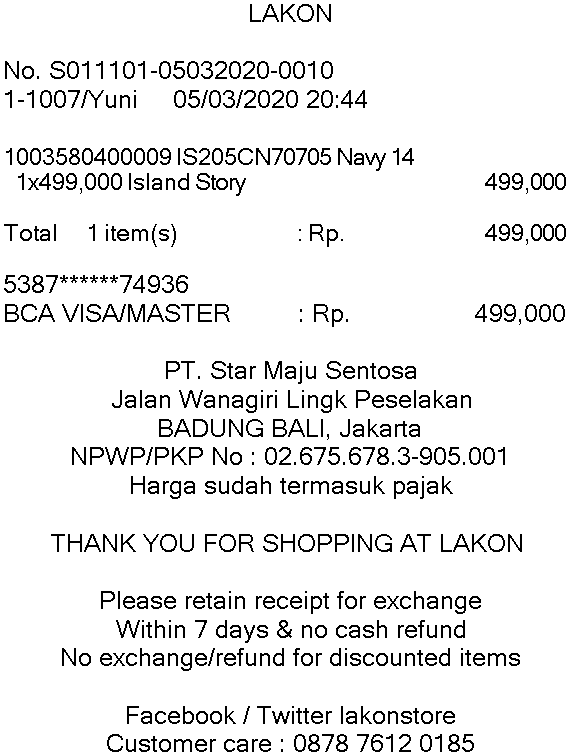 LAKON
No. S011101-05032020-0010
1-1007/Yuni 05/03/2020 20:44
1003580400009 IS205CN70705 Navy 14
1x499,000 Island Story 499,000
Total 1 item(s) : Rp. 499,000
5387******74936
BCA VISA/MASTER : Rp. 499,000
PT. Star Maju Sentosa
Jalan Wanagiri Lingk Peselakan
BADUNG BALI, Jakarta
NPWP/PKP No : 02.675.678.3-905.001
Harga sudah termasuk pajak
THANK YOU FOR SHOPPING AT LAKON
Please retain receipt for exchange
Within 7 days & no cash refund
No exchange/refund for discounted items
Facebook / Twitter lakonstore
Customer care : 0878 7612 0185